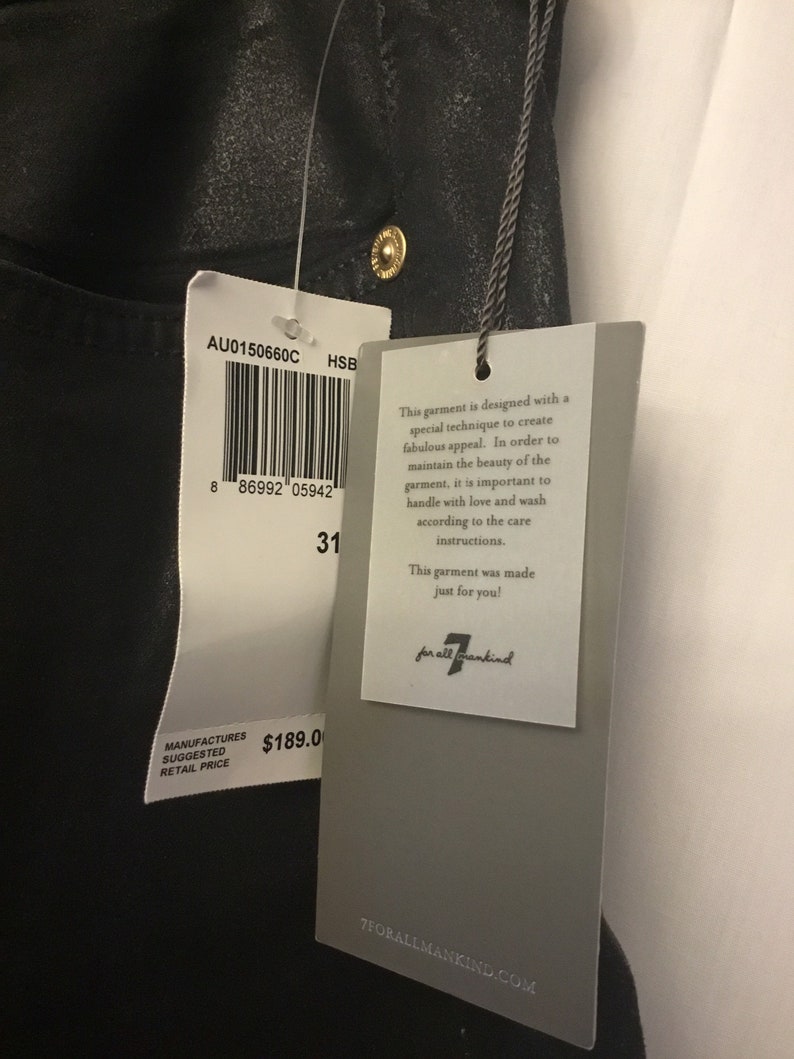 AU0150660C HSB
8 86992 05942
31
MANUFACTURES
SUGGESTED
RETAIL PRICE
$189.0
This garment is designed with a
special technique to create
fabulous appeal. In order to
maintain the beauty of the
garment, it is important to
handle with love and wash
according to the care
instructions.
This garment was made
just for you!
for all 7 mankind
7FORALLMANKIND.COM